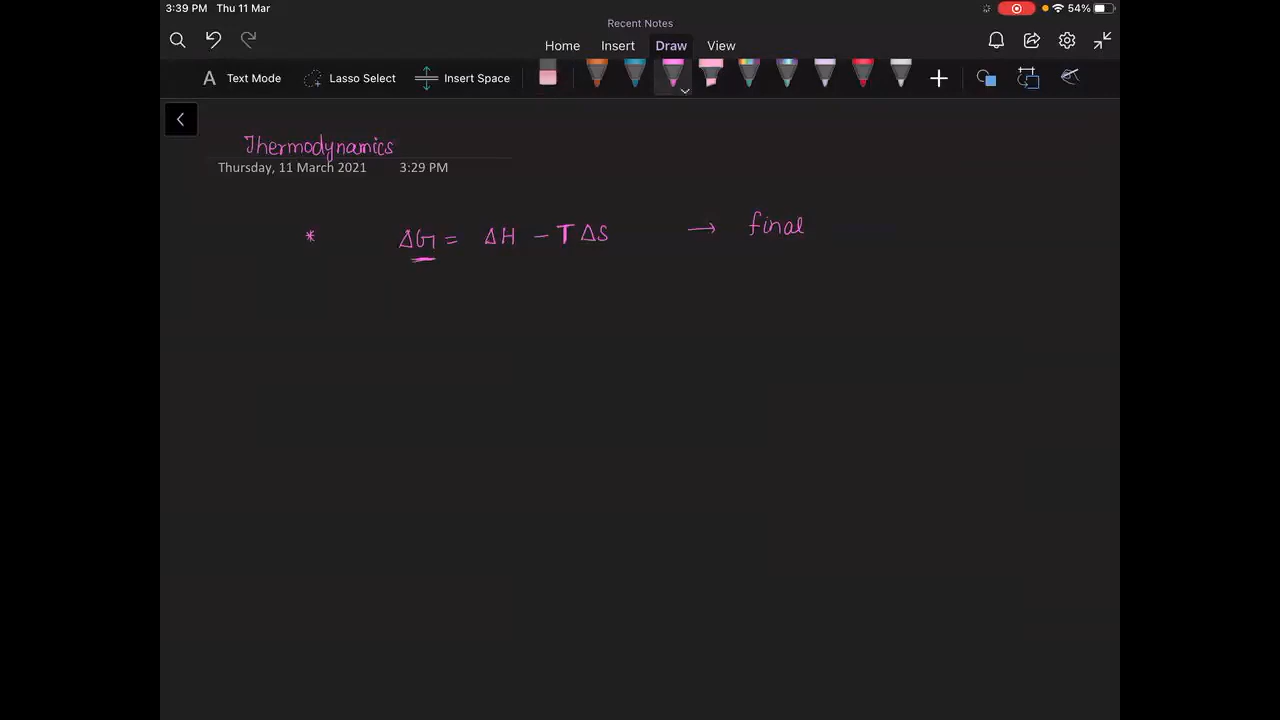 3:39 PM Thu 11 Mar 54%
Recent Notes
Home Insert Draw View
A Text Mode Lasso Select Insert Space
Thermodynamics
Thursday, 11 March 2021 3:29 PM
* ΔG = ΔH - TΔS → final